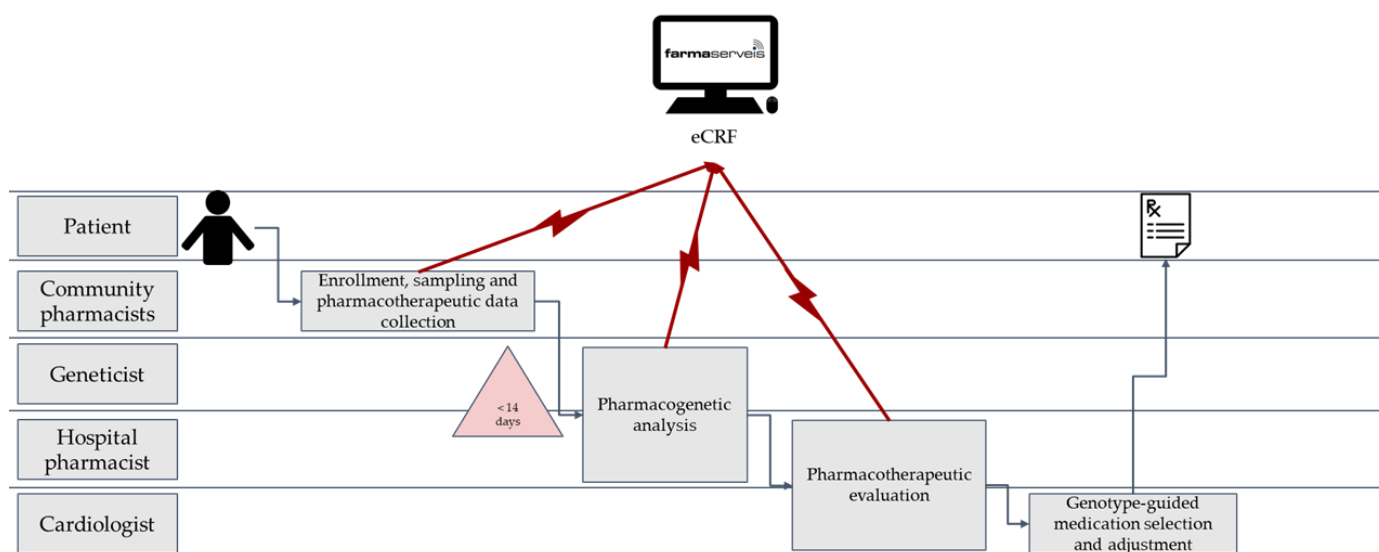 farmaserveis
eCRF
Patient
Rx
Community
pharmacists
Enrollment, sampling and
pharmacotherapeutic data
collection
Geneticist
< 14
days
Pharmacogenetic
analysis
Hospital
pharmacist
Pharmacotherapeutic
evaluation
Cardiologist
Genotype-guided
medication selection
and adjustment